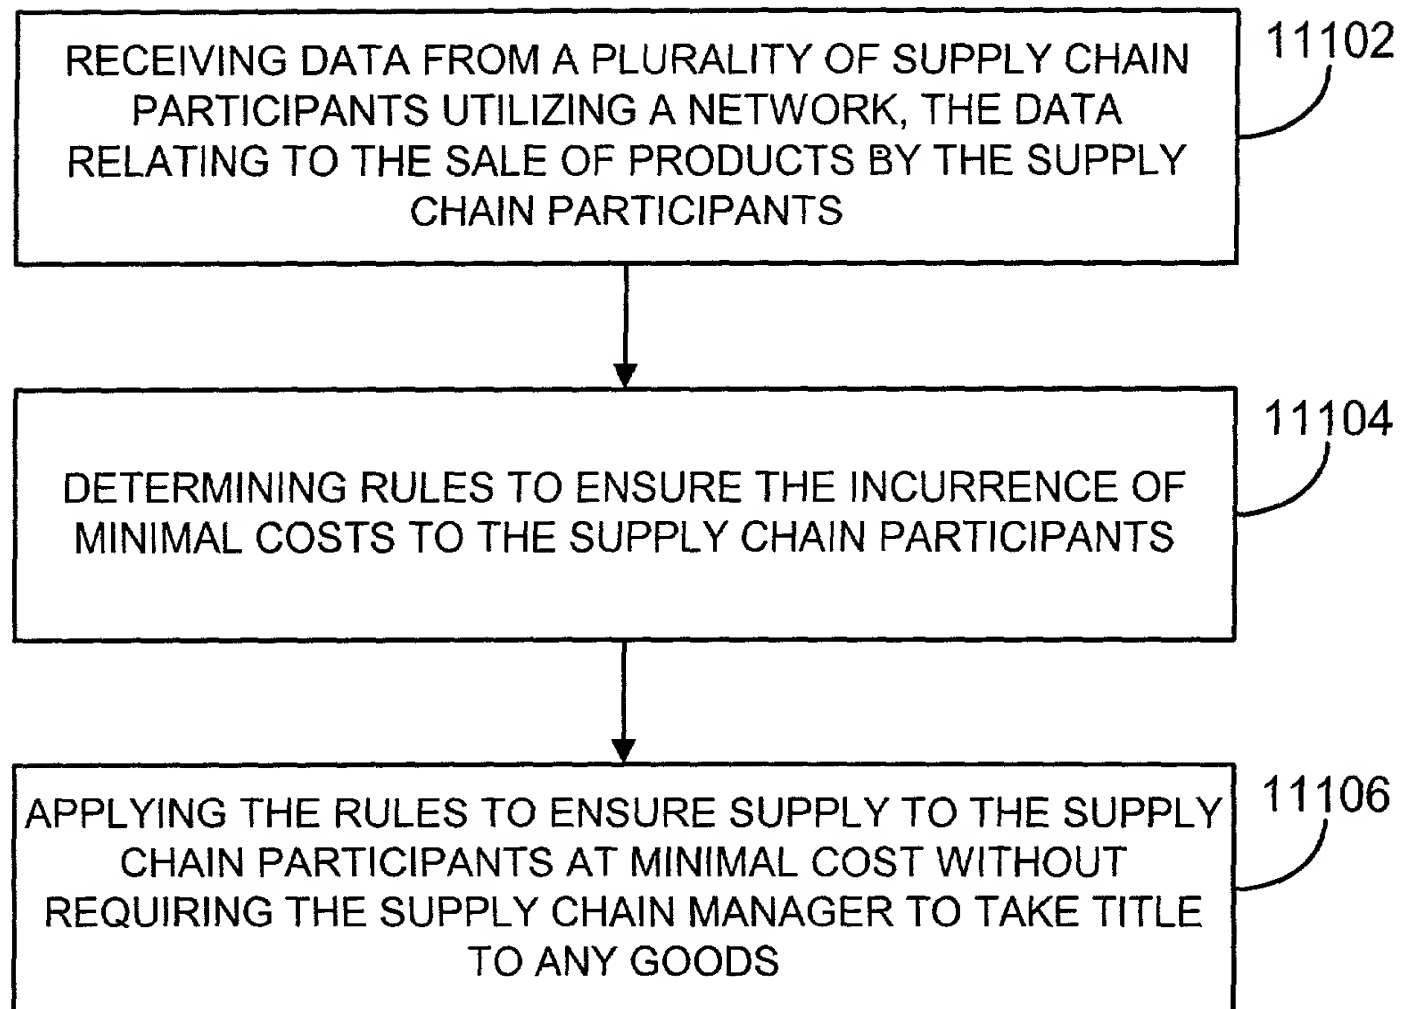 RECEIVING DATA FROM A PLURALITY OF SUPPLY CHAIN
PARTICIPANTS UTILIZING A NETWORK, THE DATA
RELATING TO THE SALE OF PRODUCTS BY THE SUPPLY
CHAIN PARTICIPANTS
11102
DETERMINING RULES TO ENSURE THE INCURRENCE OF
MINIMAL COSTS TO THE SUPPLY CHAIN PARTICIPANTS
11104
APPLYING THE RULES TO ENSURE SUPPLY TO THE SUPPLY
CHAIN PARTICIPANTS AT MINIMAL COST WITHOUT
REQUIRING THE SUPPLY CHAIN MANAGER TO TAKE TITLE
TO ANY GOODS
11106